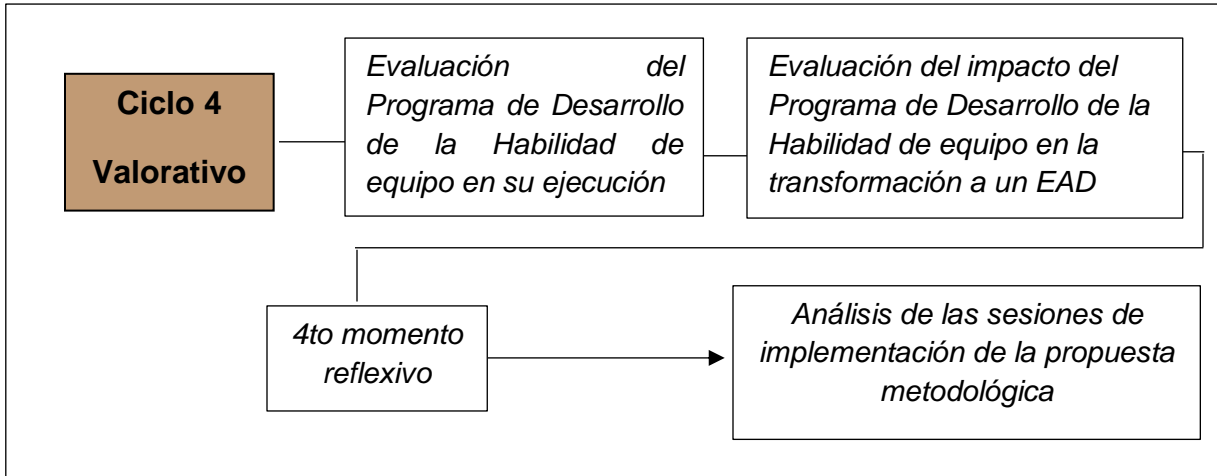 Ciclo 4
Valorativo
Evaluación del
Programa de Desarrollo
de la Habilidad de
equipo en su ejecución
Evaluación del impacto del
Programa de Desarrollo de la
Habilidad de equipo en la
transformación a un EAD
4to momento
reflexivo
Análisis de las sesiones de
implementación de la propuesta
metodológica